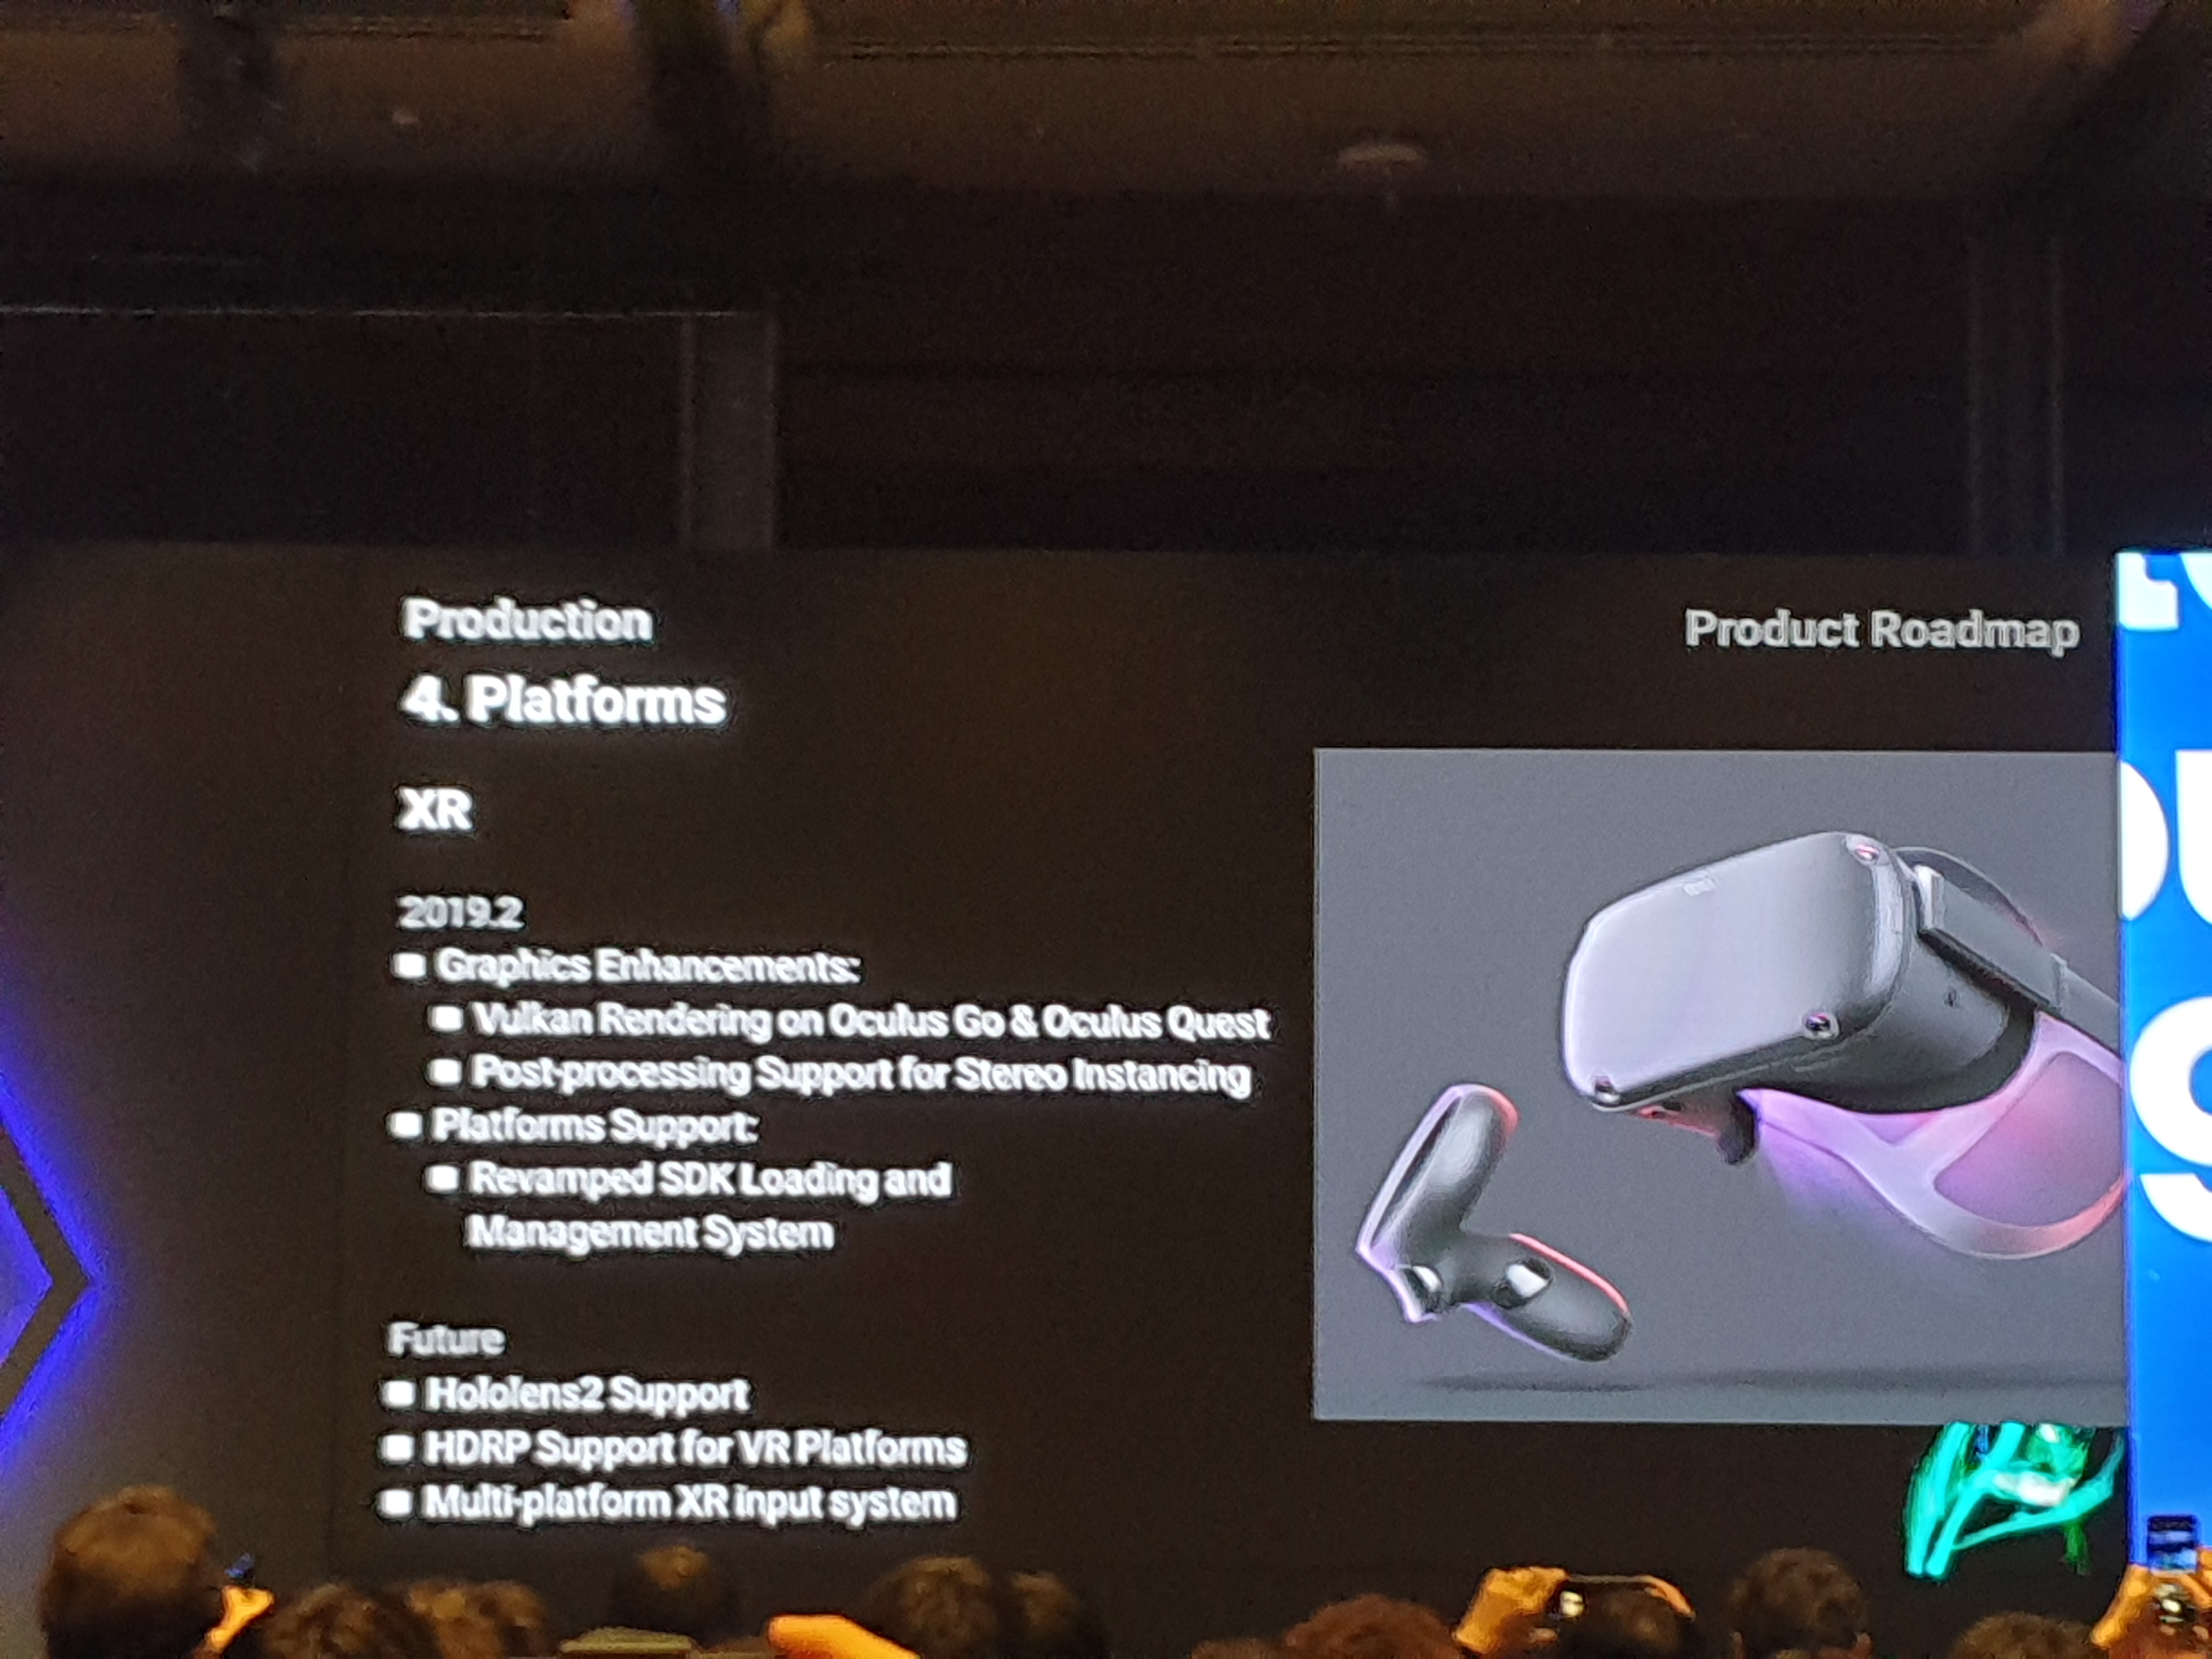 Production
Product Roadmap
4. Platforms
XR
2019.2
Graphics Enhancements:
Vulkan Rendering on Oculus Go & Oculus Quest
Post-processing Support for Stereo Instancing
Platforms Support:
Revamped SDK Loading and
Management System
Future
Hololens2 Support
HDRP Support for VR Platforms
Multi-platform XR input system